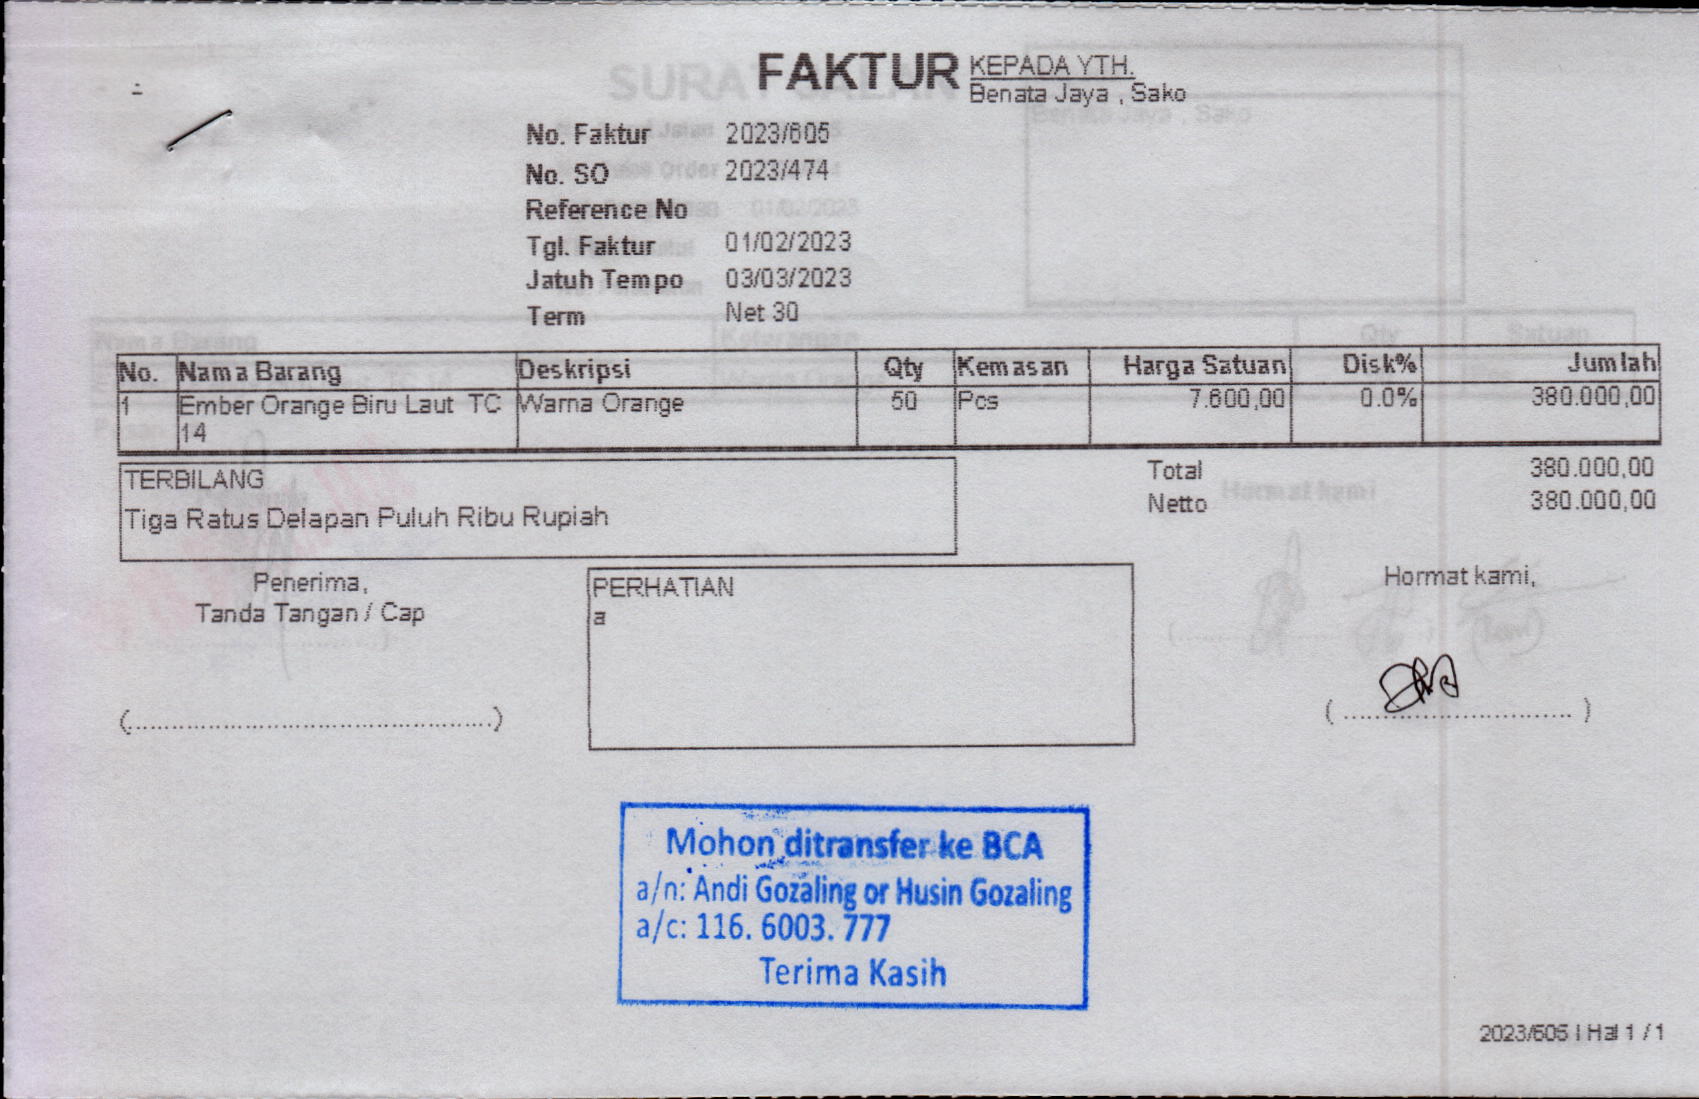 FAKTUR
KEPADA YTH.
Benata Jaya , Sako
No. Faktur 2023/605
No. SO 2023/474
Reference No
Tgl. Faktur 01/02/2023
Jatuh Tempo 03/03/2023
Term Net 30
No. Nama Barang Deskripsi Qty Kemasan Harga Satuan Disk% Jumlah
1 Ember Orange Biru Laut TC Warna Orange 50 Pcs 7.600,00 0.0% 380.000,00
14
TERBILANG
Tiga Ratus Delapan Puluh Ribu Rupiah
Total 380.000,00
Netto 380.000,00
Penerima,
Tanda Tangan / Cap
(..............................................)
PERHATIAN
a
Hormat kami,
( ............................. )
Mohon ditransfer ke BCA
a/n: Andi Gozaling or Husin Gozaling
a/c: 116. 6003. 777
Terima Kasih
2023/605 | Hal 1 / 1